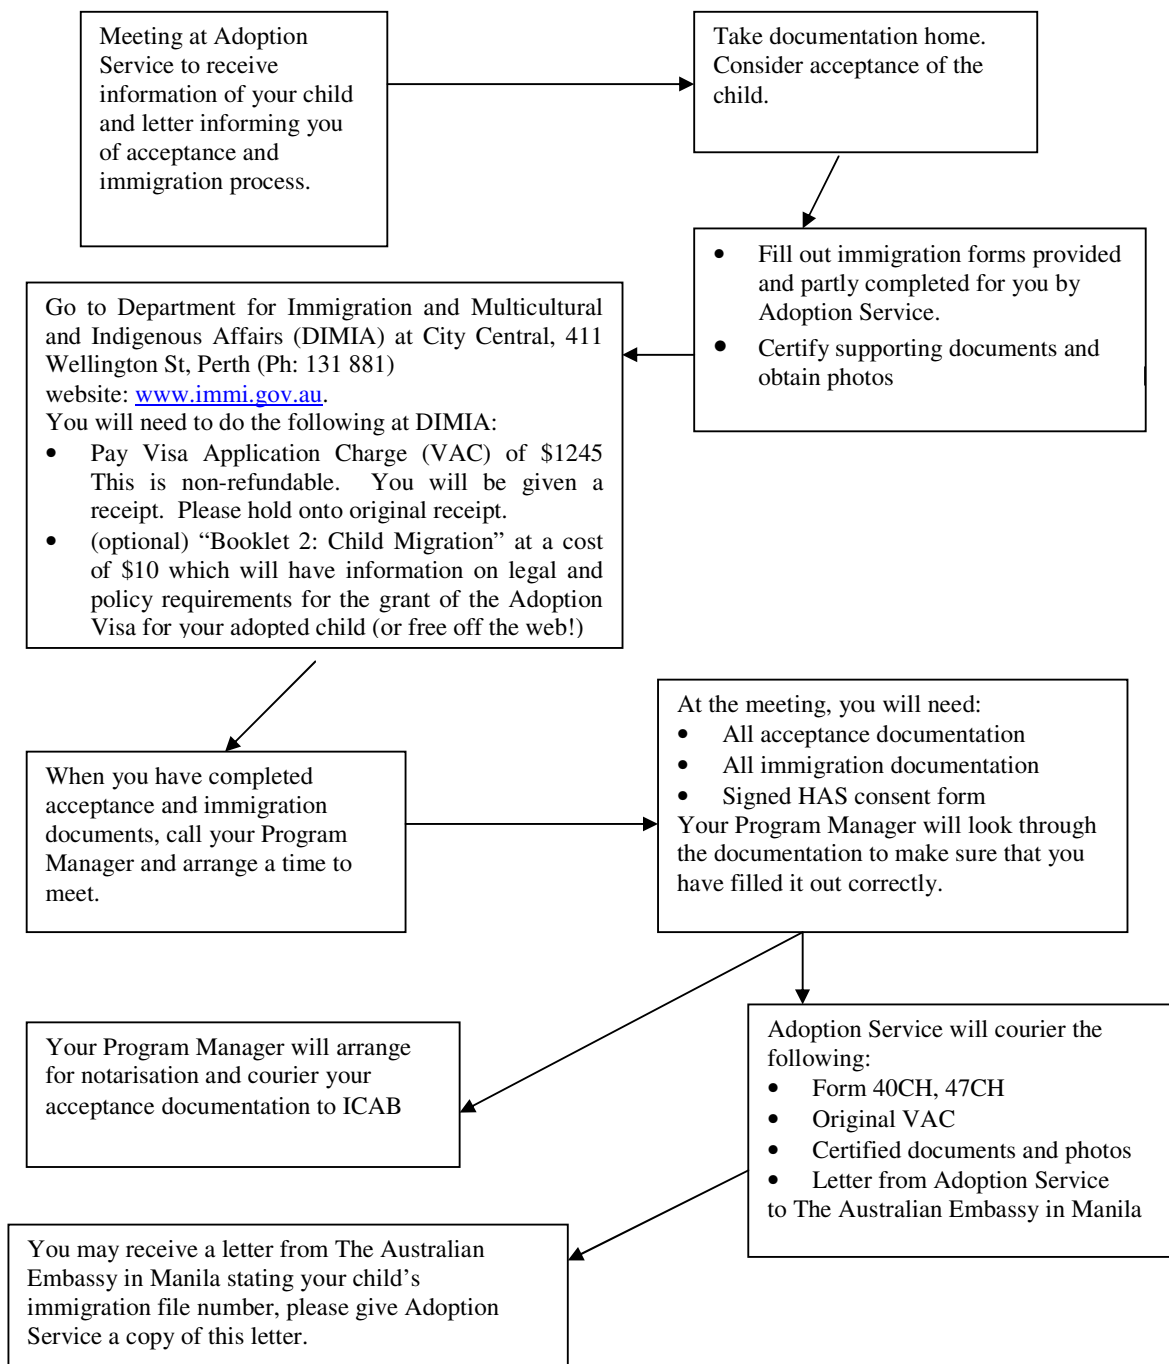 Meeting at Adoption
Service to receive
information of your child
and letter informing you
of acceptance and
immigration process.
Take documentation home.
Consider acceptance of the
child.
• Fill out immigration forms provided
and partly completed for you by
Adoption Service.
• Certify supporting documents and
obtain photos
Go to Department for Immigration and Multicultural
and Indigenous Affairs (DIMIA) at City Central, 411
Wellington St, Perth (Ph: 131 881)
website: www.immi.gov.au.
You will need to do the following at DIMIA:
• Pay Visa Application Charge (VAC) of $1245
This is non-refundable. You will be given a
receipt. Please hold onto original receipt.
• (optional) “Booklet 2: Child Migration” at a cost
of $10 which will have information on legal and
policy requirements for the grant of the Adoption
Visa for your adopted child (or free off the web!)
When you have completed
acceptance and immigration
documents, call your Program
Manager and arrange a time to
meet.
At the meeting, you will need:
• All acceptance documentation
• All immigration documentation
• Signed HAS consent form
Your Program Manager will look through
the documentation to make sure that you
have filled it out correctly.
Your Program Manager will arrange
for notarisation and courier your
acceptance documentation to ICAB
Adoption Service will courier the
following:
• Form 40CH, 47CH
• Original VAC
• Certified documents and photos
• Letter from Adoption Service
to The Australian Embassy in Manila
You may receive a letter from The Australian
Embassy in Manila stating your child’s
immigration file number, please give Adoption
Service a copy of this letter.